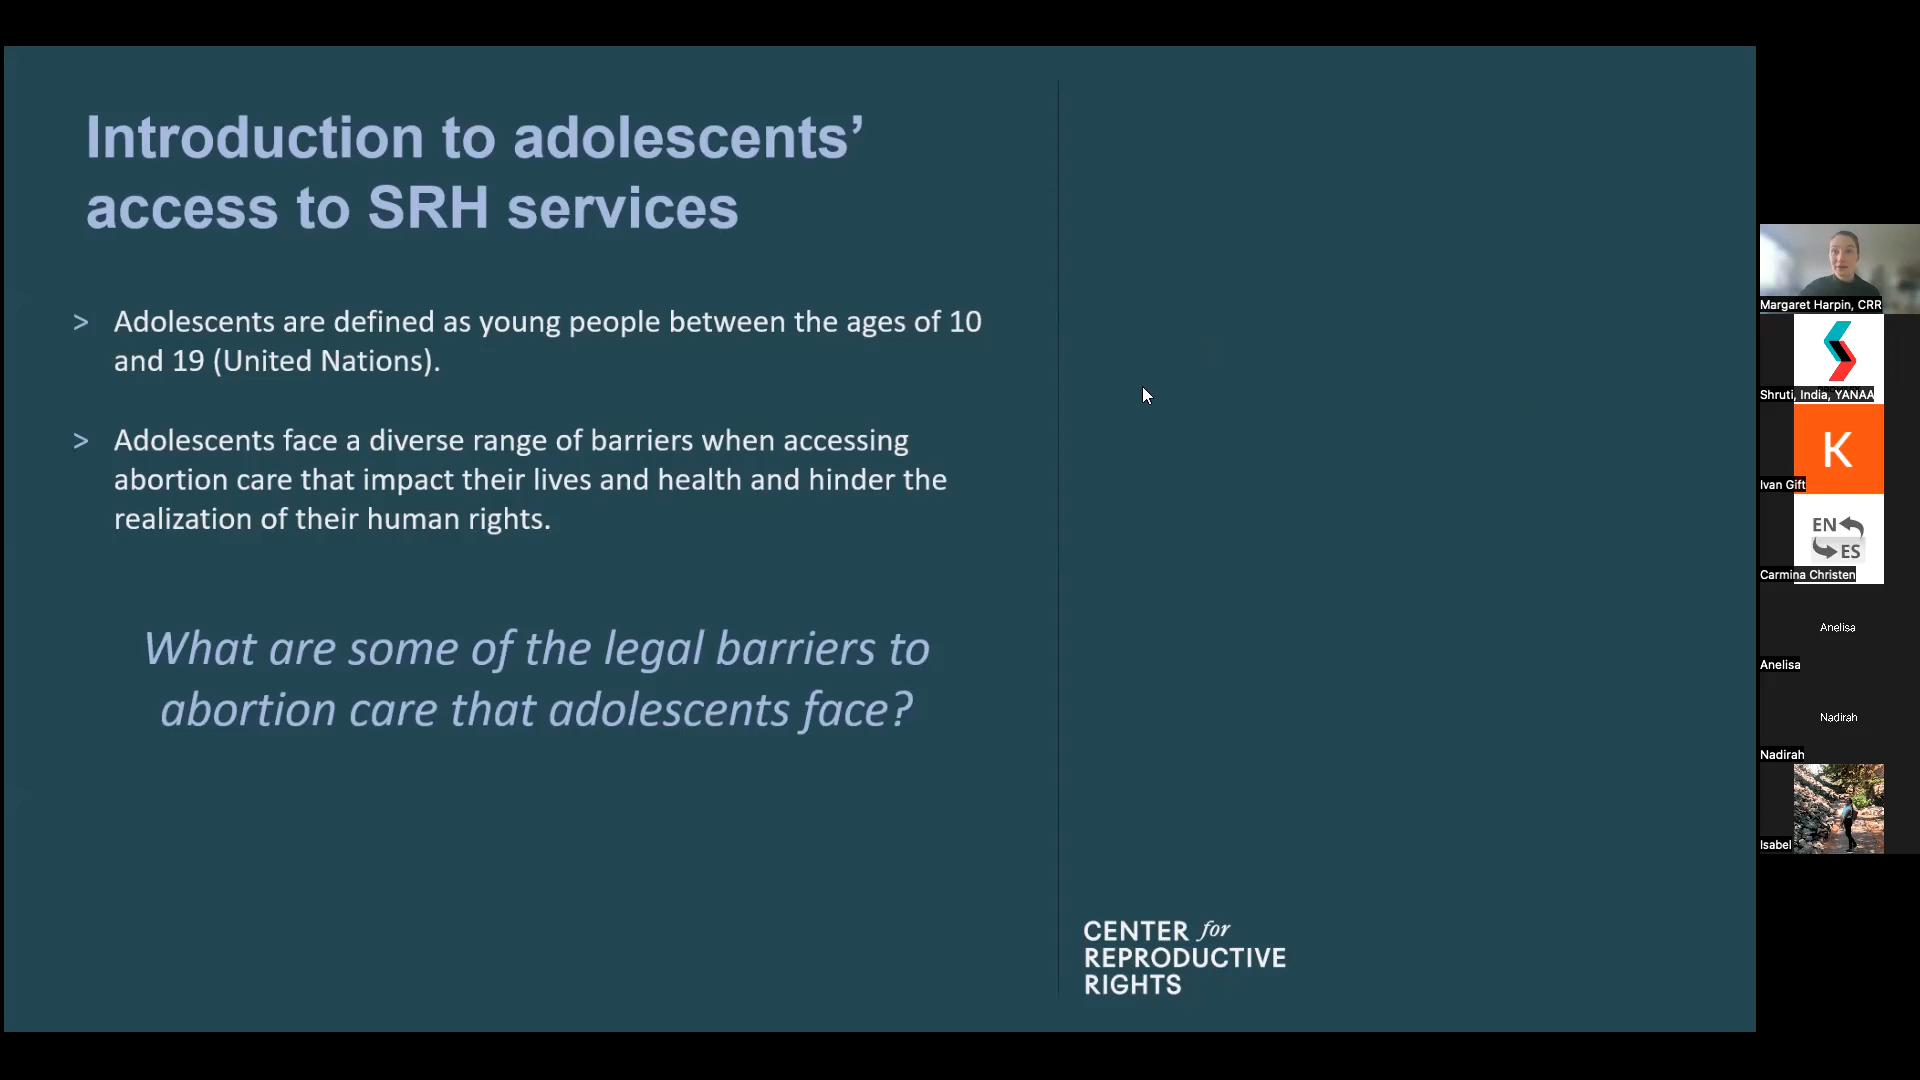 Introduction to adolescents’
access to SRH services
> Adolescents are defined as young people between the ages of 10
and 19 (United Nations).
> Adolescents face a diverse range of barriers when accessing
abortion care that impact their lives and health and hinder the
realization of their human rights.
What are some of the legal barriers to
abortion care that adolescents face?
CENTER for
REPRODUCTIVE
RIGHTS
Margaret Harpin, CRR
Shruti, India, YANAA
K
Ivan Gift
EN
ES
Carmina Christen
Anelisa
Anelisa
Nadirah
Nadirah
Isabel